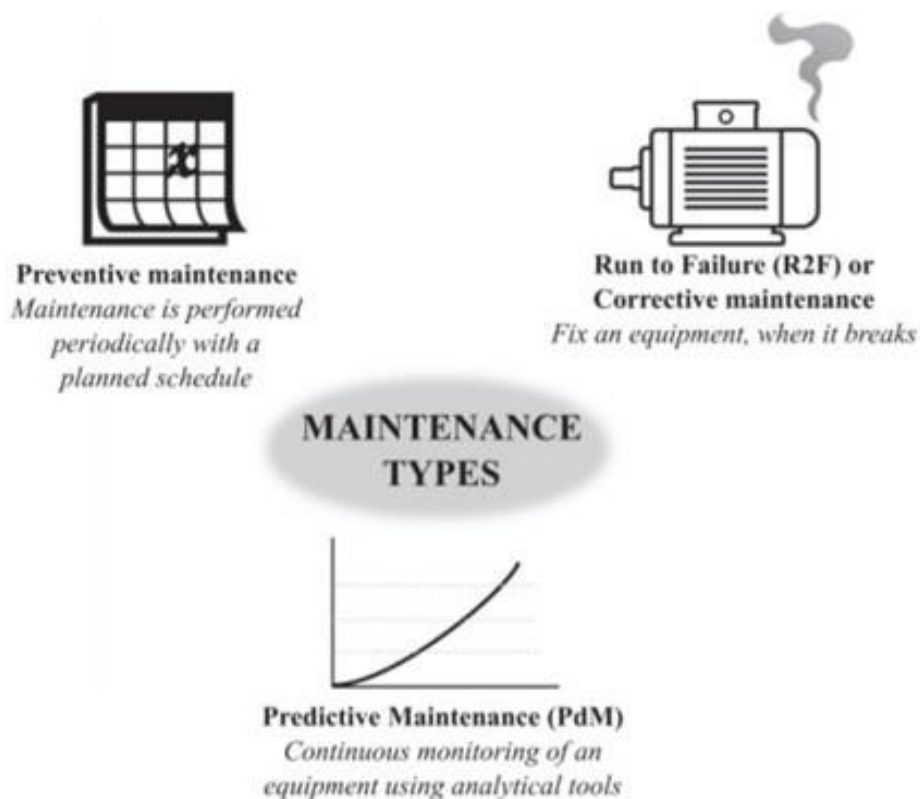 Preventive maintenance
Maintenance is performed
periodically with a
planned schedule
Run to Failure (R2F) or
Corrective maintenance
Fix an equipment, when it breaks
MAINTENANCE
TYPES
Predictive Maintenance (PdM)
Continuous monitoring of an
equipment using analytical tools